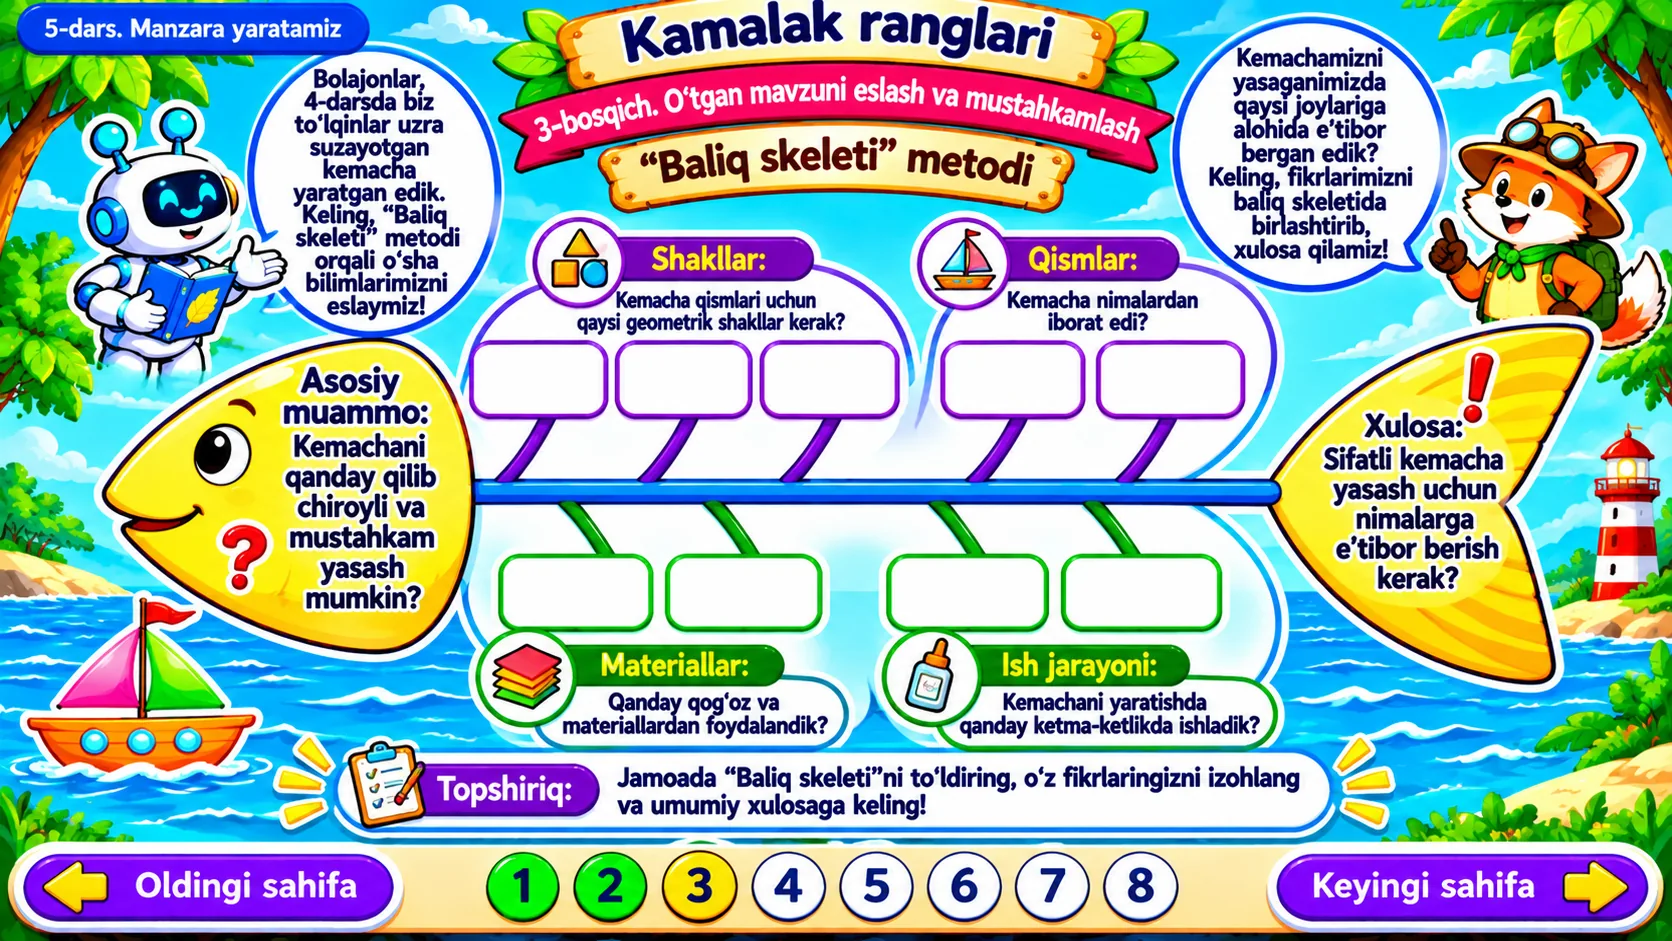 5-dars. Manzara yaratamiz
Kamalak ranglari
3-bosqich. O‘tgan mavzuni eslash va mustahkamlash
“Baliq skeleti” metodi
Bolajonlar,
4-darsda biz
to‘lqinlar uzra
suzayotgan
kemacha
yaratgan edik.
Keling, “Baliq
skeleti” metodi
orqali o‘sha
bilimlarimizni
eslaymiz!
Kemachamizni
yasaganimizda
qaysi joylariga
alohida e’tibor
bergan edik?
Keling, fikrlarimizni
baliq skeletida
birlashtirib,
xulosa qilamiz!
Shakllar:
Kemacha qismlari uchun
qaysi geometrik shakllar kerak?
Qismlar:
Kemacha nimalardan
iborat edi?
Asosiy
muammo:
Kemachani
qanday qilib
chiroyli va
mustahkam
yasash
mumkin?
?
!
Xulosa:
Sifatli kemacha
yasash uchun
nimalarga
e’tibor berish
kerak?
Materiallar:
Qanday qog‘oz va
materiallardan foydalandik?
Ish jarayoni:
Kemachani yaratishda
qanday ketma-ketlikda ishladik?
Topshiriq:
Jamoada “Baliq skeleti”ni to‘ldiring, o‘z fikrlaringizni izohlang
va umumiy xulosaga keling!
Oldingi sahifa
1 2 3 4 5 6 7 8
Keyingi sahifa